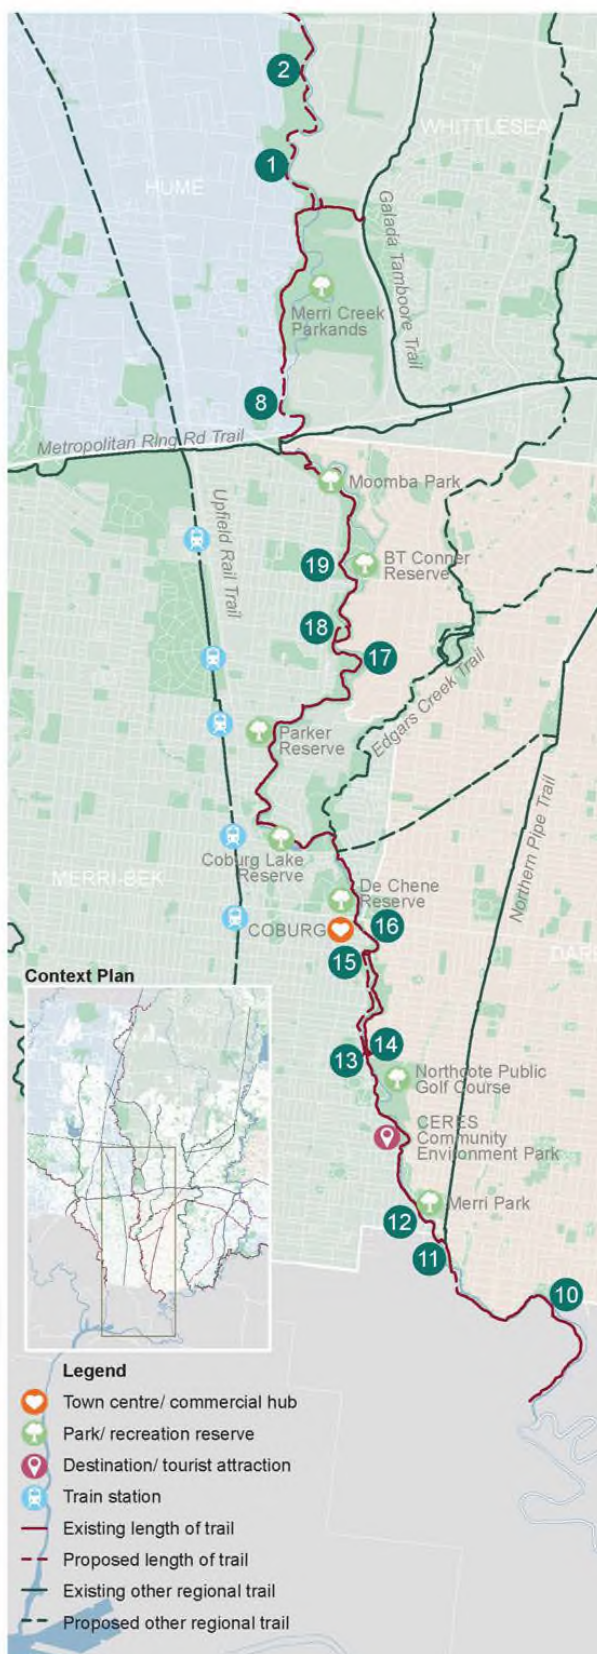 2
WHITTLESEA
1
HUME
Galada Tamboore Trail
Merri Creek
Parkands
8
Metropolitan Ring Rd Trail
Moomba Park
Upfield Rail Trail
BT Conner
Reserve
19
18
17
Edgars Creek Trail
Parker
Reserve
Northern Pipe Trail
Coburg Lake
Reserve
MERRI-BEK
De Chene
Reserve
COBURG
16
15
DAR
Context Plan
14
13
Northcote Public
Golf Course
CERES
Community
Environment Park
Merri Park
12
11
10
Legend
Town centre/ commercial hub
Park/ recreation reserve
Destination/ tourist attraction
Train station
Existing length of trail
Proposed length of trail
Existing other regional trail
Proposed other regional trail